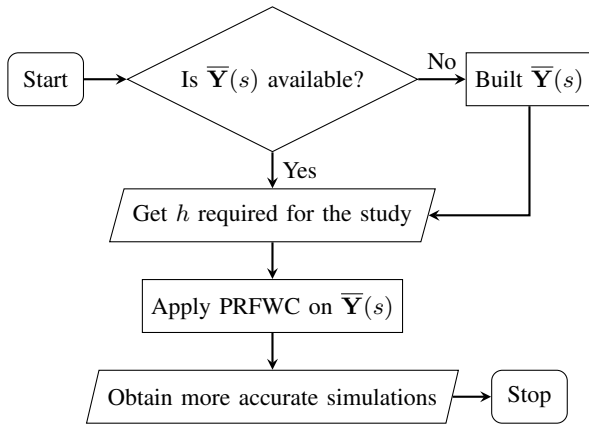 Start
Is Y̅(s) available?
No
Built Y̅(s)
Yes
Get h required for the study
Apply PRFWC on Y̅(s)
Obtain more accurate simulations
Stop